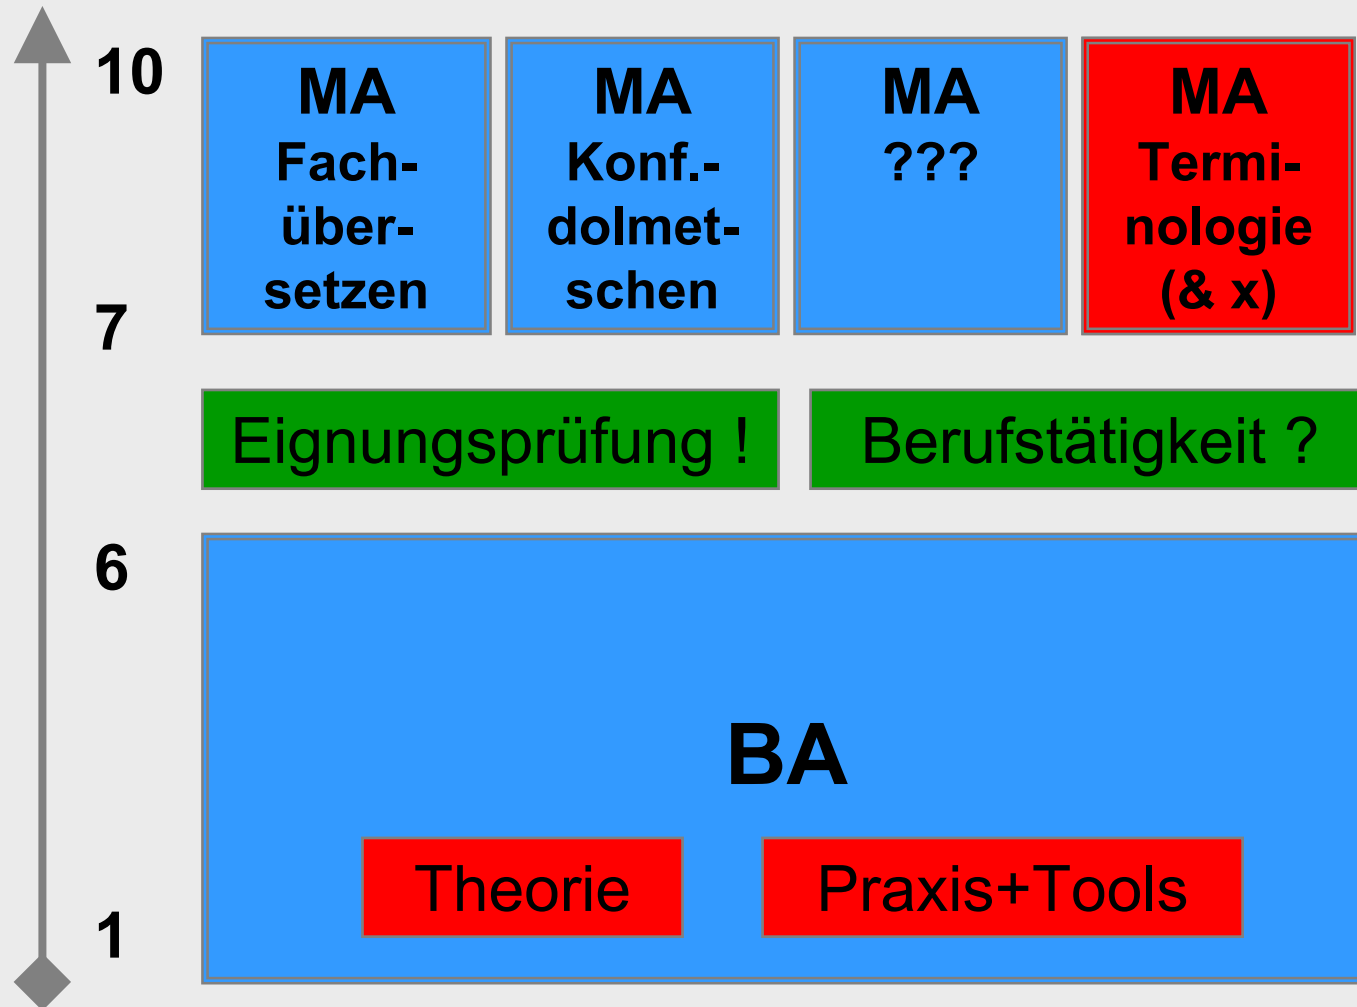 10
MA
Fach-
über-
setzen
MA
Konf.-
dolmet-
schen
MA
???
MA
Termi-
nologie
(& x)
7
Eignungsprüfung !
Berufstätigkeit ?
6
BA
Theorie
Praxis+Tools
1